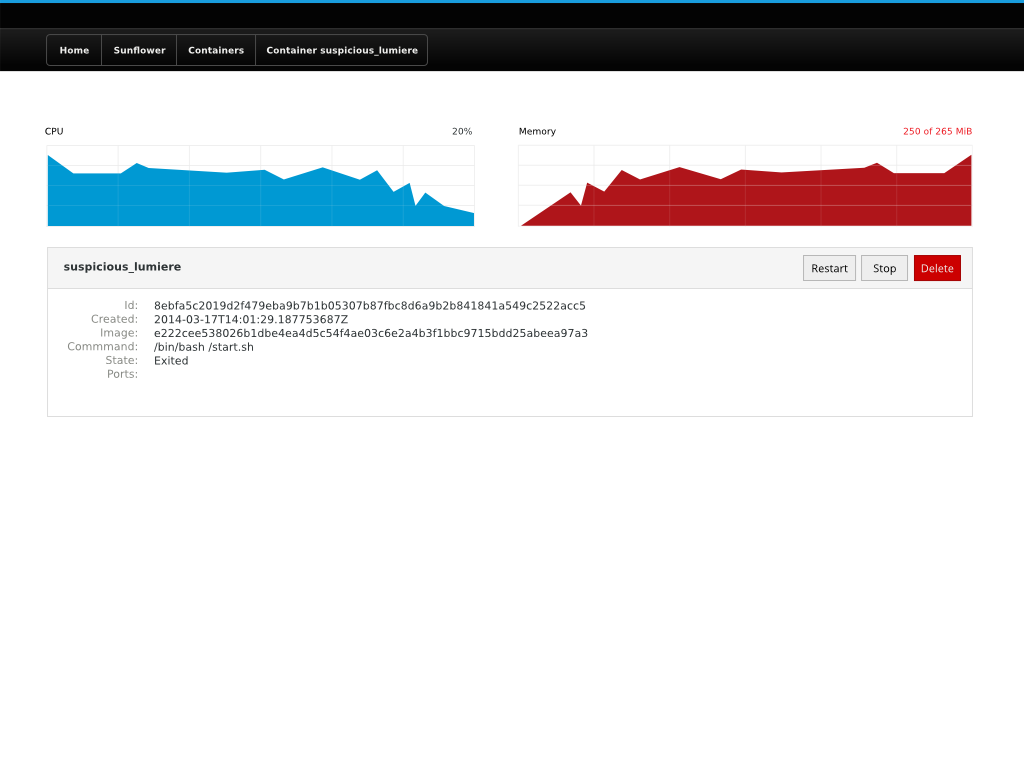 Home Sunflower Containers Container suspicious_lumiere
CPU 20% Memory 250 of 265 MiB
suspicious_lumiere Restart Stop Delete
Id: 8ebfa5c2019d2f479eba9b7b1b05307b87fbc8d6a9b2b841841a549c2522acc5
Created: 2014-03-17T14:01:29.187753687Z
Image: e222cee538026b1dbe4ea4d5c54f4ae03c6e2a4b3f1bbc9715bdd25abeea97a3
Commmand: /bin/bash /start.sh
State: Exited
Ports: